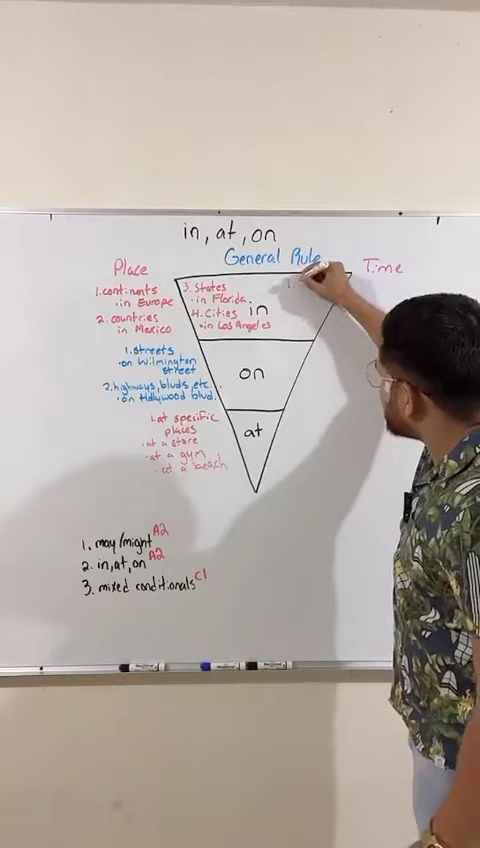 in, at, on
General Rule
Place
Time
1. continents
• in Europe
2. countries
in Mexico
3. States
• in Florida
4. Cities
• in Los Angeles
in
1.
1. streets
• on Wilmington
street
2. highways, blvds, etc.
• on Hollywood blvd.
on
1. at specific
places
• at a store
• at a gym
• at a beach
at
1. may/might A2
2. in, at, on A2
3. mixed conditionals C1